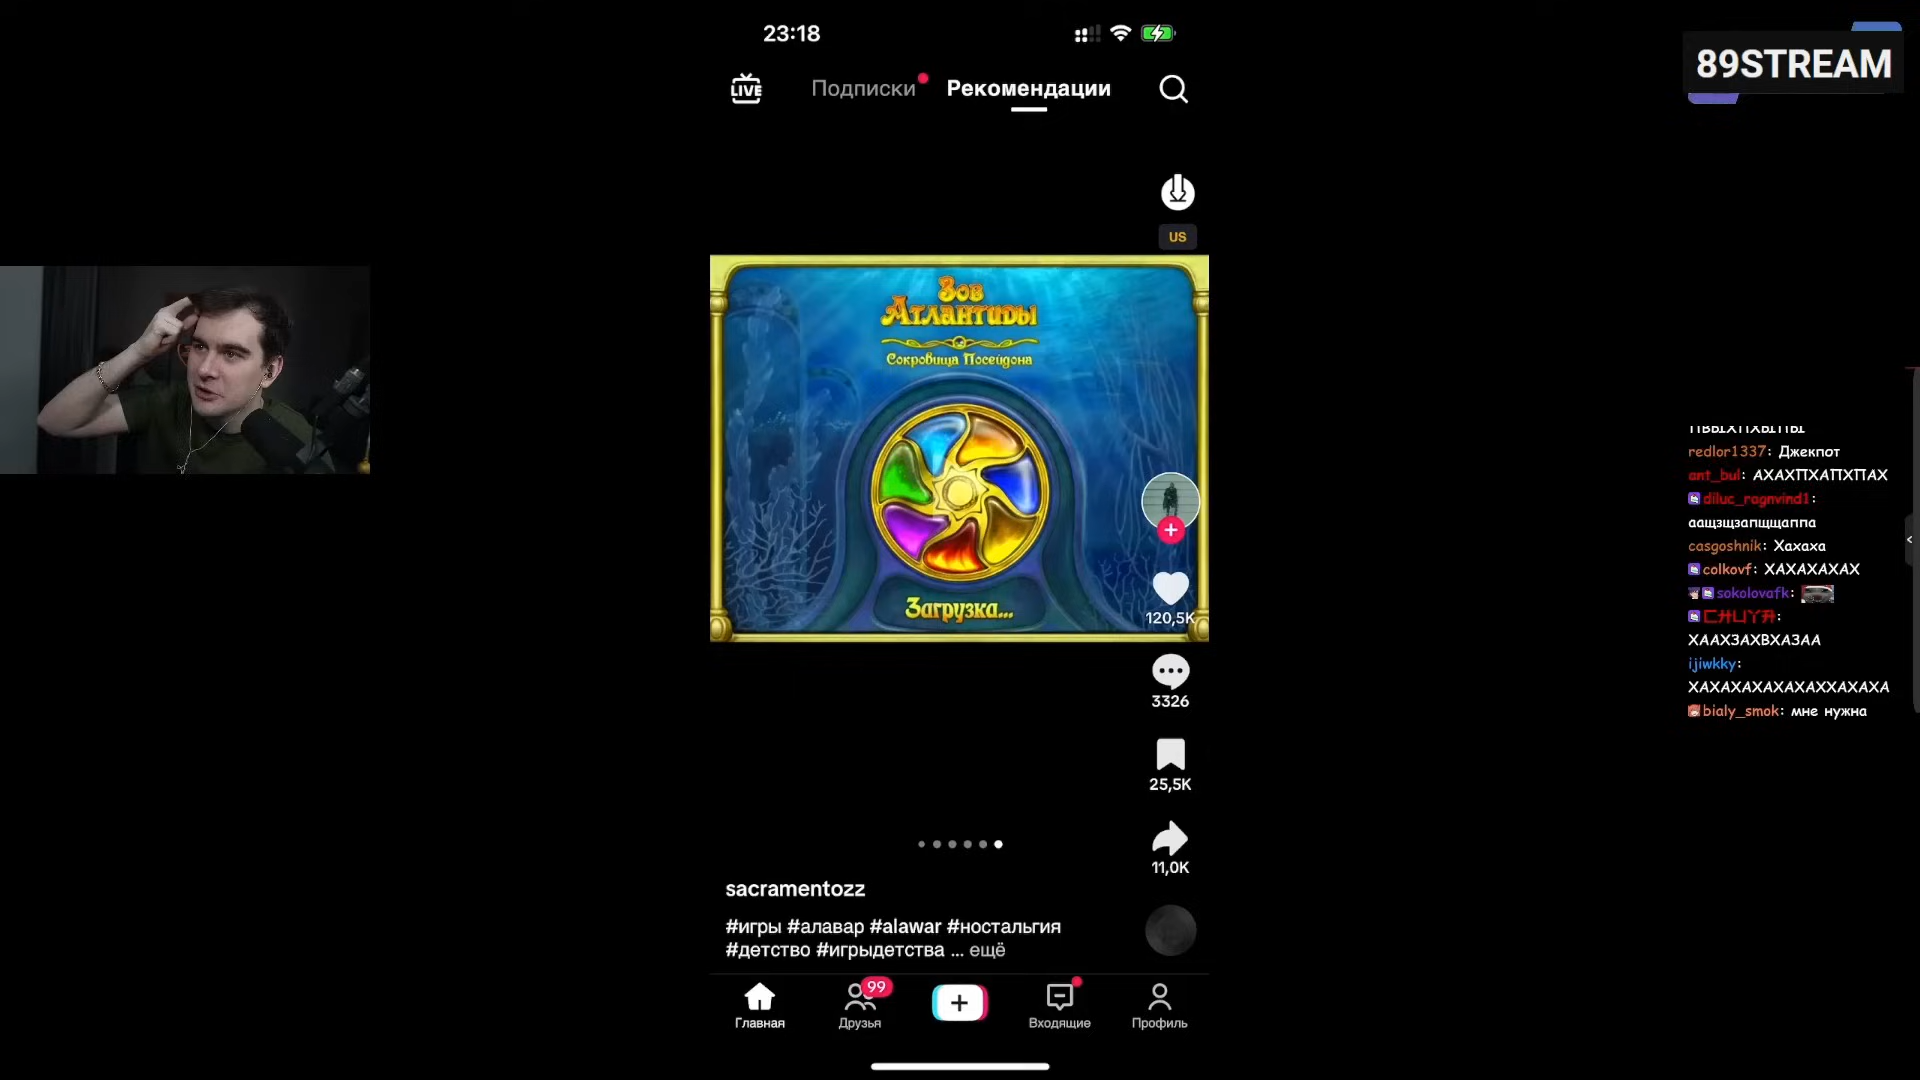 23:18
LIVE
Подписки
Рекомендации
89STREAM
US
Зов
Атлантиды
Сокровища Посейдона
Загрузка...
120,5K
3326
25,5K
11,0K
sacramentozz
#игры #алавар #alawar #ностальгия
#детство #игрыдетства ... ещё
Главная
99
Друзья
Входящие
Профиль
redlor1337: Джекпот
ant_bul: АХАХПХАПХПАХ
diluc_ragnvind1:
аащзщзапщщаппа
casgoshnik: Хахаха
colkovf: ХАХАХАХАХ
sokolovafk:
ХААХЗАХВХАЗАА
ijiwkky:
ХАХАХАХАХАХАХХАХАХА
bialy_smok: мне нужна